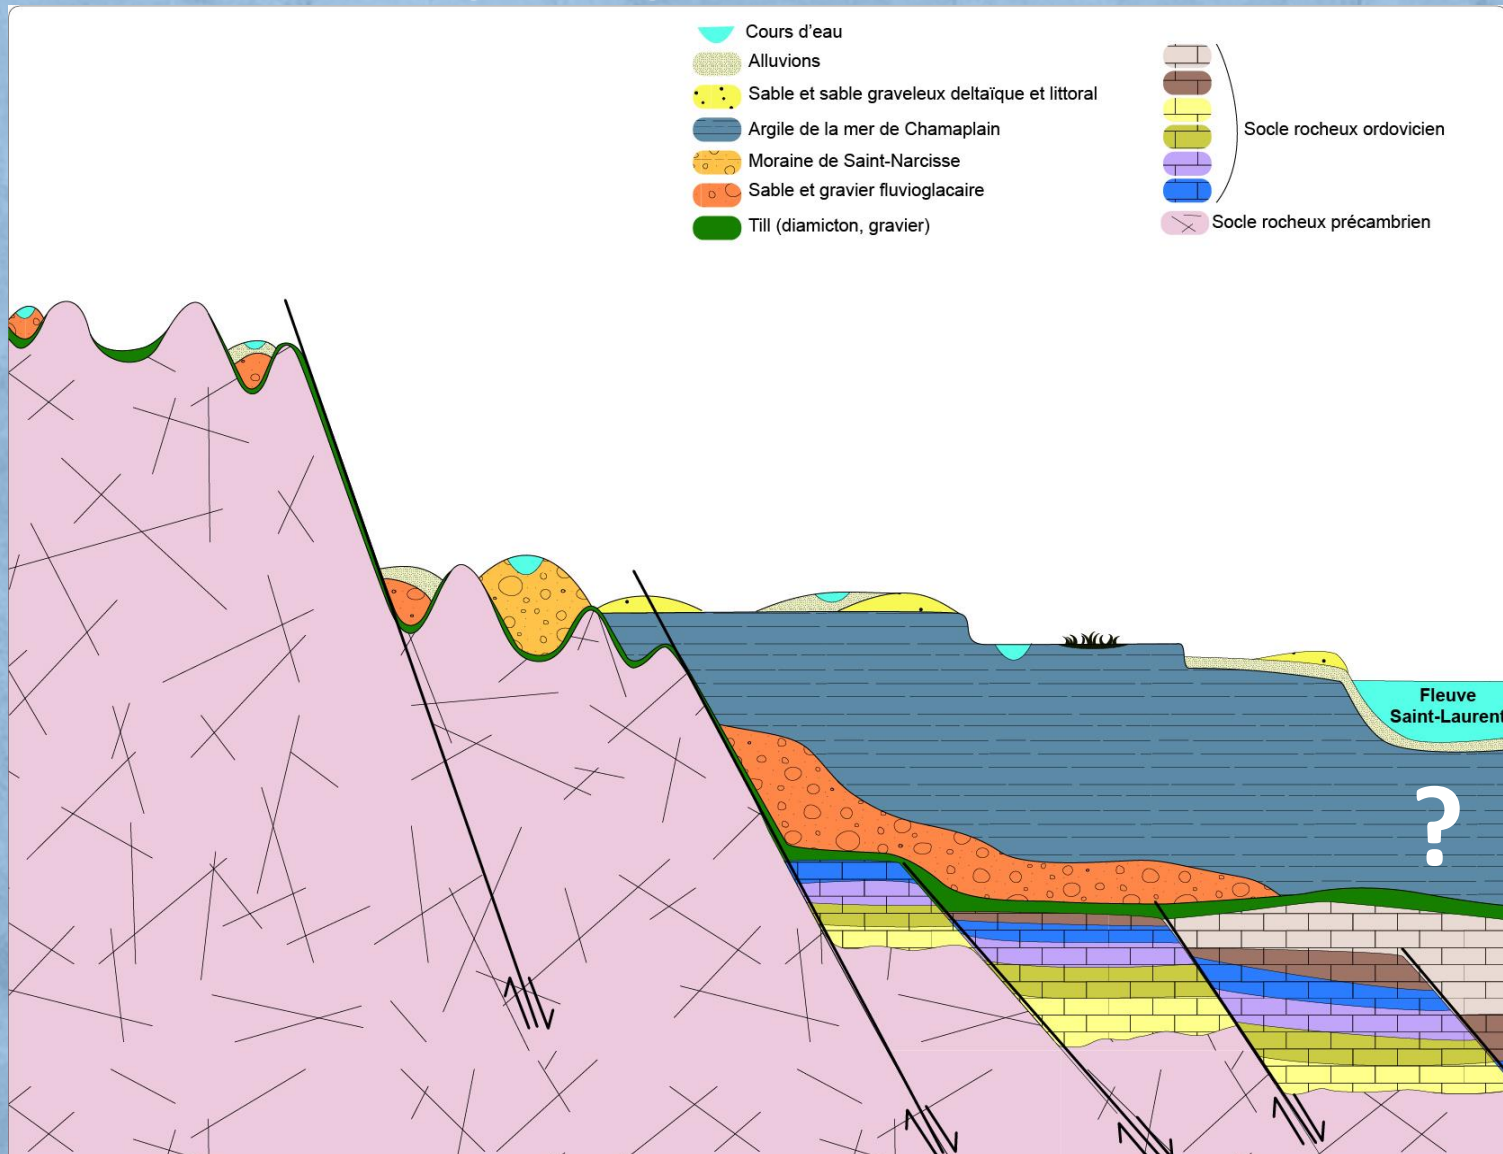 Cours d'eau
Alluvions
Sable et sable graveleux deltaïque et littoral
Argile de la mer de Chamaplain
Moraine de Saint-Narcisse
Sable et gravier fluvioglacaire
Till (diamicton, gravier)
Socle rocheux ordovicien
Socle rocheux précambrien
Fleuve
Saint-Laurent
?